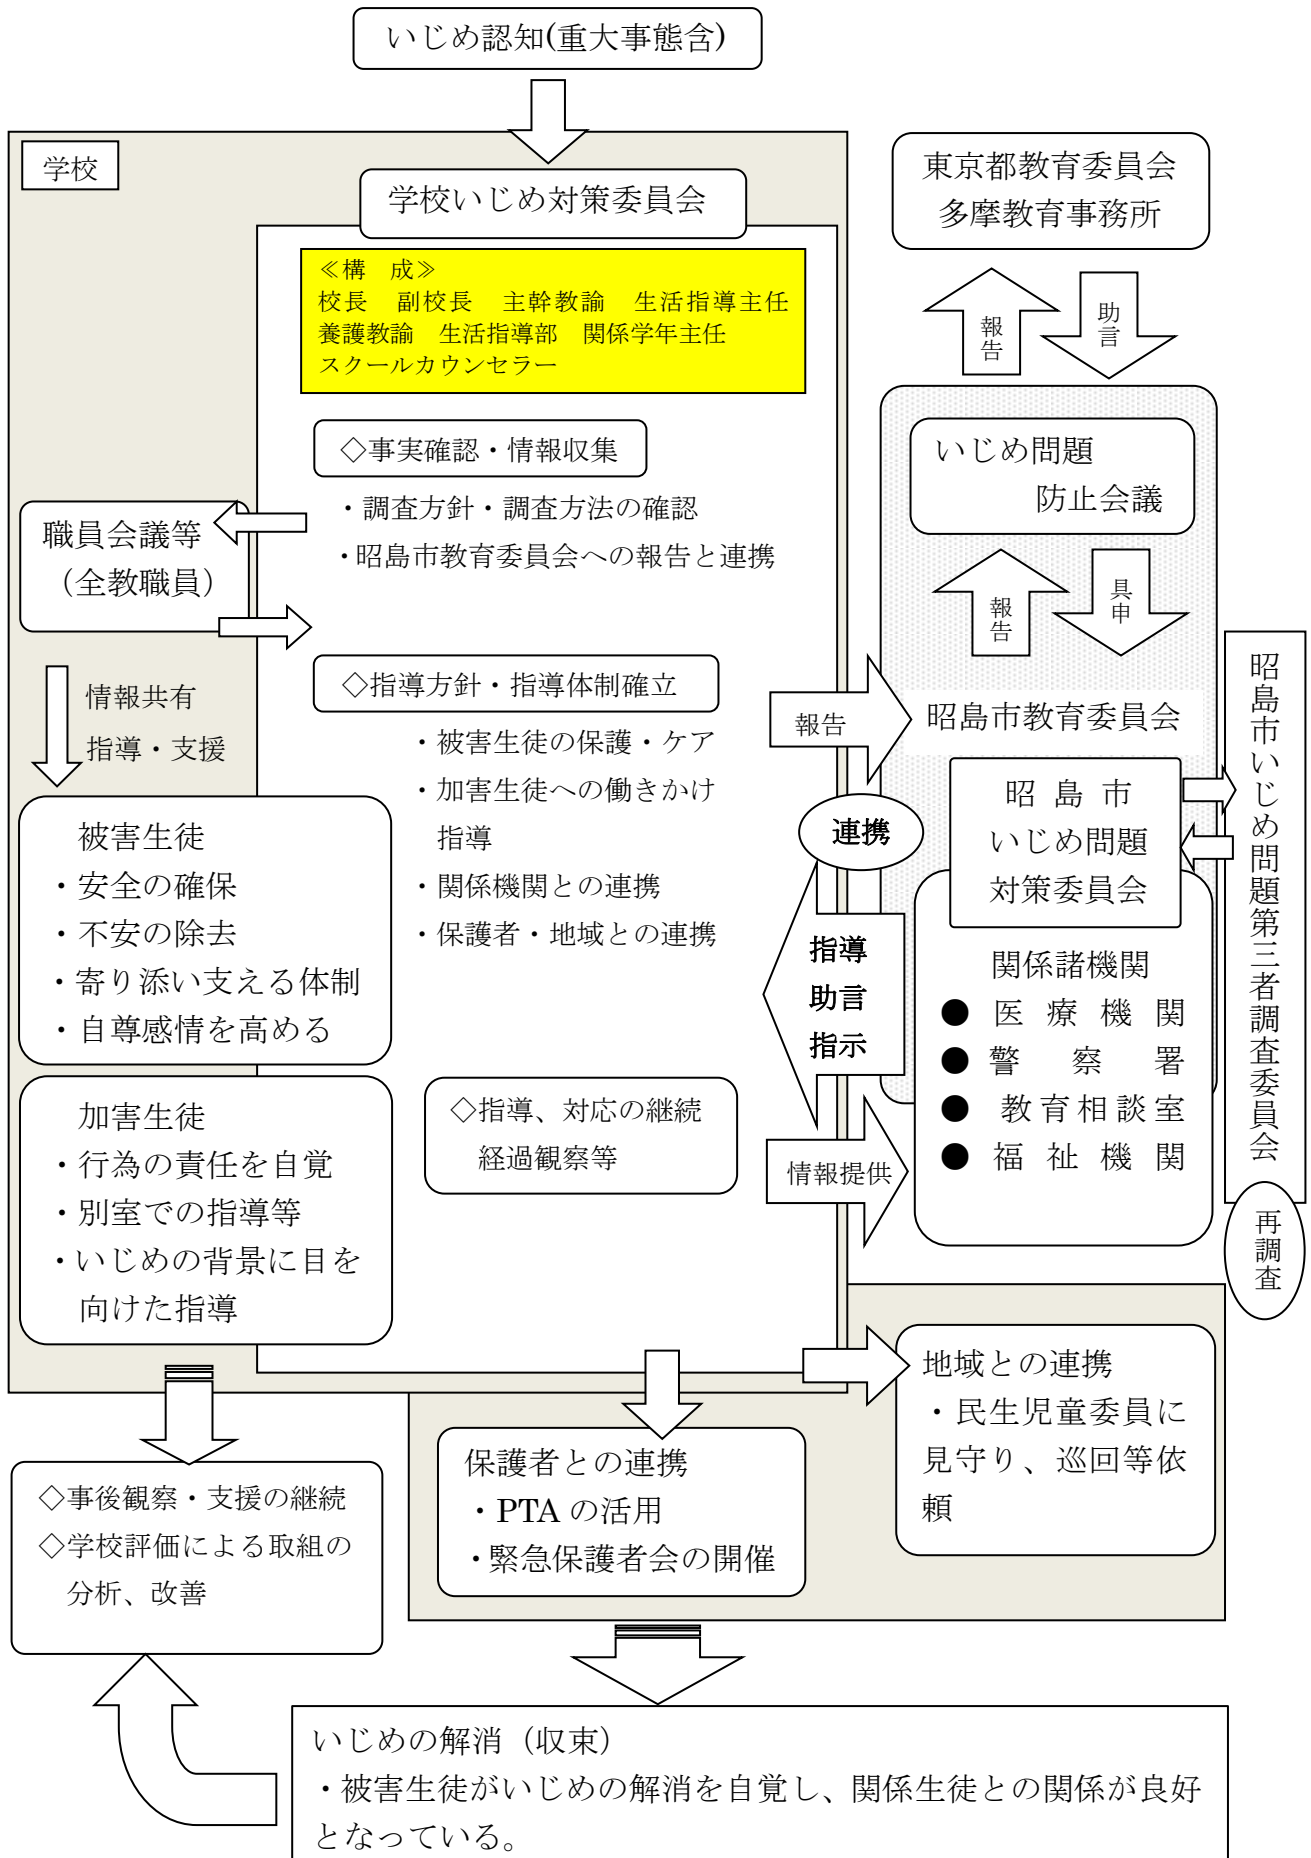 いじめ認知(重大事態含)
学校
学校いじめ対策委員会
≪構　成≫
校長　副校長　主幹教諭　生活指導主任
養護教諭　生活指導部　関係学年主任
スクールカウンセラー
◇事実確認・情報収集
・調査方針・調査方法の確認
・昭島市教育委員会への報告と連携
職員会議等
（全教職員）
情報共有
指導・支援
◇指導方針・指導体制確立
・被害生徒の保護・ケア
・加害生徒への働きかけ
指導
・関係機関との連携
・保護者・地域との連携
被害生徒
・安全の確保
・不安の除去
・寄り添い支える体制
・自尊感情を高める
加害生徒
・行為の責任を自覚
・別室での指導等
・いじめの背景に目を
向けた指導
◇指導、対応の継続
経過観察等
東京都教育委員会
多摩教育事務所
報告
助言
いじめ問題
防止会議
報告
具申
報告
昭島市教育委員会
連携
昭 島 市
いじめ問題
対策委員会
指導
助言
指示
関係諸機関
● 医 療 機 関
● 警 察 署
● 教育相談室
● 福 祉 機 関
情報提供
昭島市いじめ問題第三者調査委員会
再調査
地域との連携
・民生児童委員に
見守り、巡回等依
頼
保護者との連携
・PTA の活用
・緊急保護者会の開催
◇事後観察・支援の継続
◇学校評価による取組の
分析、改善
いじめの解消（収束）
・被害生徒がいじめの解消を自覚し、関係生徒との関係が良好
となっている。